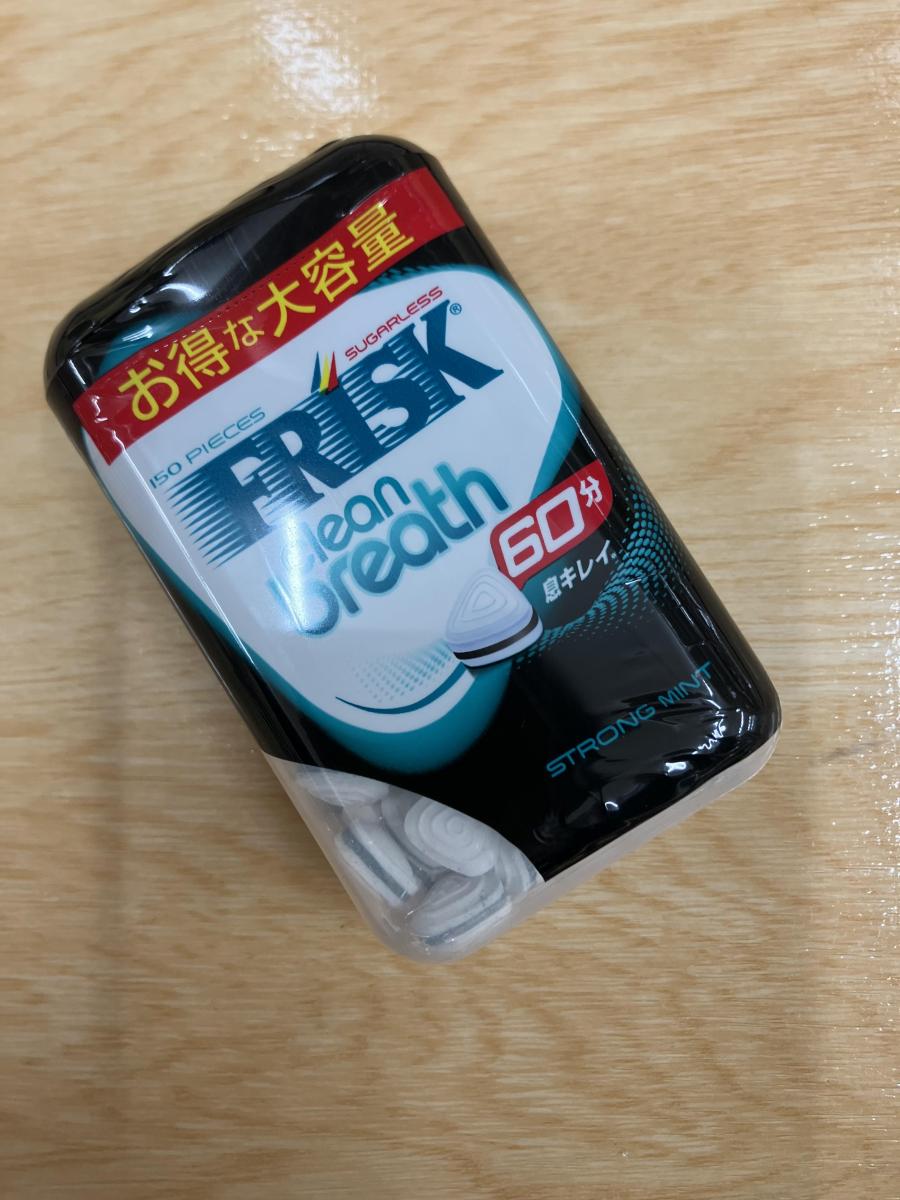 お得な大容量
SUGARLESS
150 PIECES
FRISK®
clean
breath
60分
息キレイ。
STRONG MINT